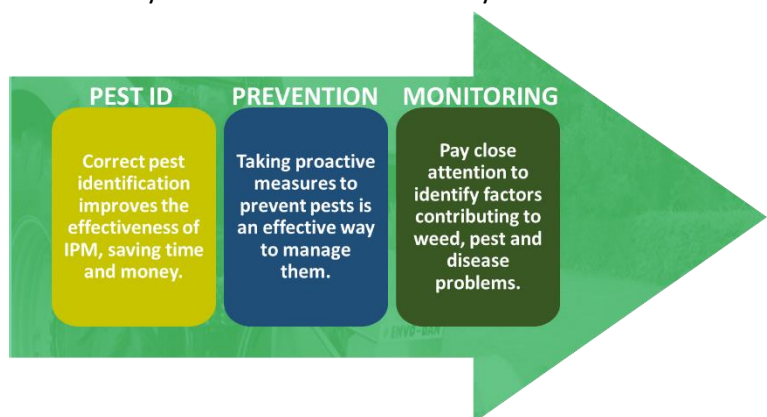 PEST ID
Correct pest
identification
improves the
effectiveness of
IPM, saving time
and money.
PREVENTION
Taking proactive
measures to
prevent pests is
an effective way
to manage
them.
MONITORING
Pay close
attention to
identify factors
contributing to
weed, pest and
disease
problems.